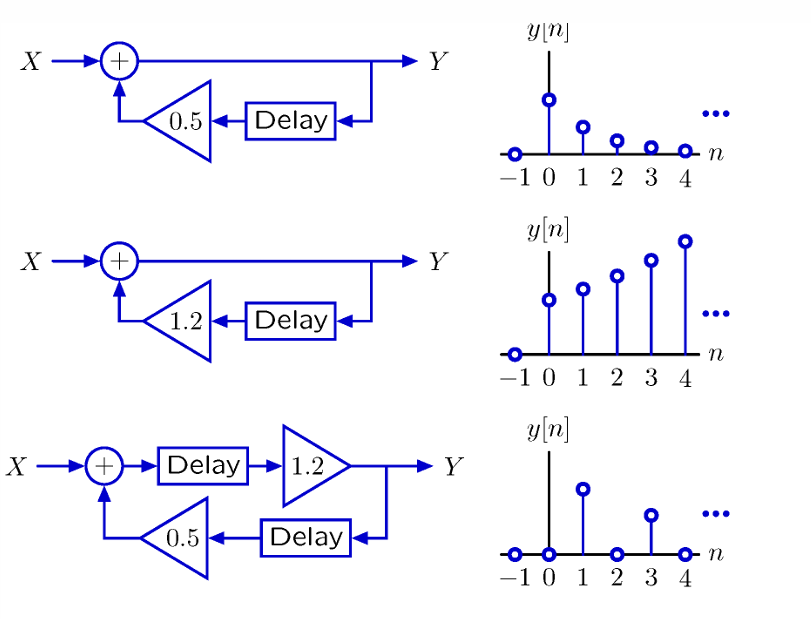 y[n]
X + Y
0.5 Delay
•••
n
−1 0 1 2 3 4
y[n]
X + Y
1.2 Delay
•••
n
−1 0 1 2 3 4
y[n]
X + Delay 1.2 Y
0.5 Delay
•••
n
−1 0 1 2 3 4